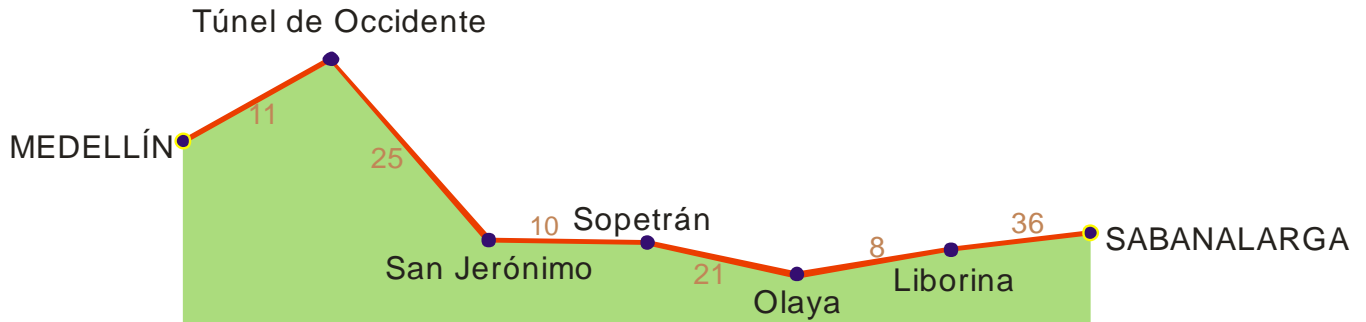 Túnel de Occidente
11
MEDELLÍN
25
10
Sopetrán
36
SABANALARGA
8
San Jerónimo
21
Liborina
Olaya